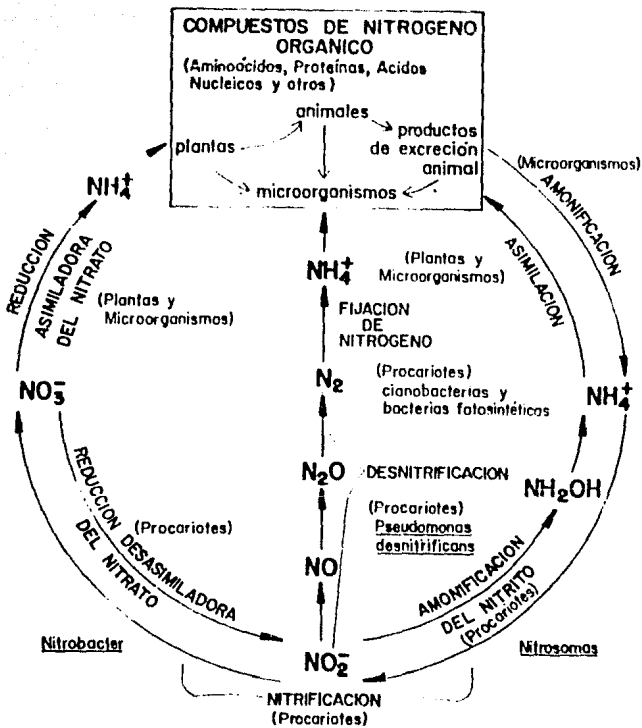 COMPUESTOS DE NITROGENO
ORGANICO
(Aminoácidos, Proteínas, Acidos
Nucleicos y otros)
animales
plantas
productos
de excreción
animal
microorganismos
(Microorganismos)
AMONIFICACION
ASIMILACION
NH₄⁺
REDUCCION
ASIMILADORA
DEL NITRATO
(Plantas y
Microorganismos)
NH₄⁺
(Plantas y
Microorganismos)
FIJACION
DE
NITROGENO
NO₃⁻
N₂
(Procariotes)
cianobacterias y
bacterias fatosintéticas
NH₄⁺
N₂O
DESNITRIFICACION
NH₂OH
(Procariotes)
Pseudomonas
desnitrificans
REDUCCION DESASIMILADORA
DEL NITRATO
(Procariotes)
NO
AMONIFICACION
DEL NITRITO
(Procariotes)
Nitrobacter
NO₂⁻
Nitrosomas
NITRIFICACION
(Procariotes)